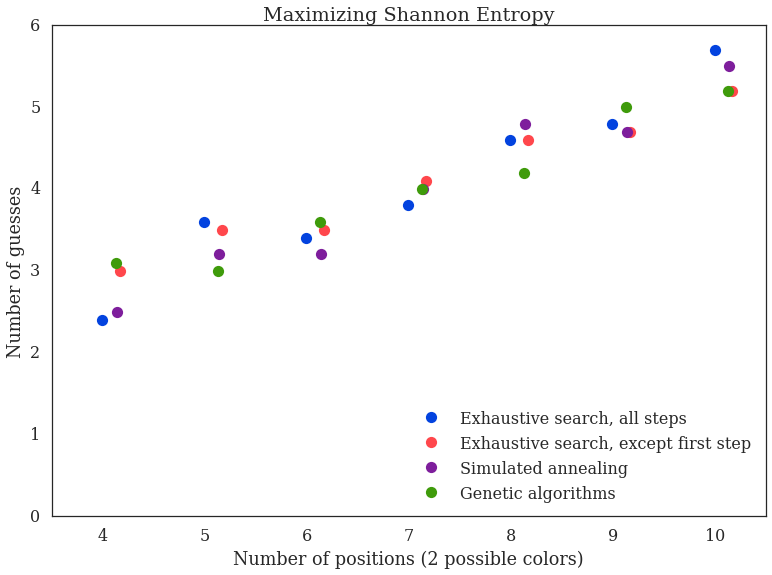 Maximizing Shannon Entropy
6
5
4
3
2
1
0
Number of guesses
Exhaustive search, all steps
Exhaustive search, except first step
Simulated annealing
Genetic algorithms
4 5 6 7 8 9 10
Number of positions (2 possible colors)